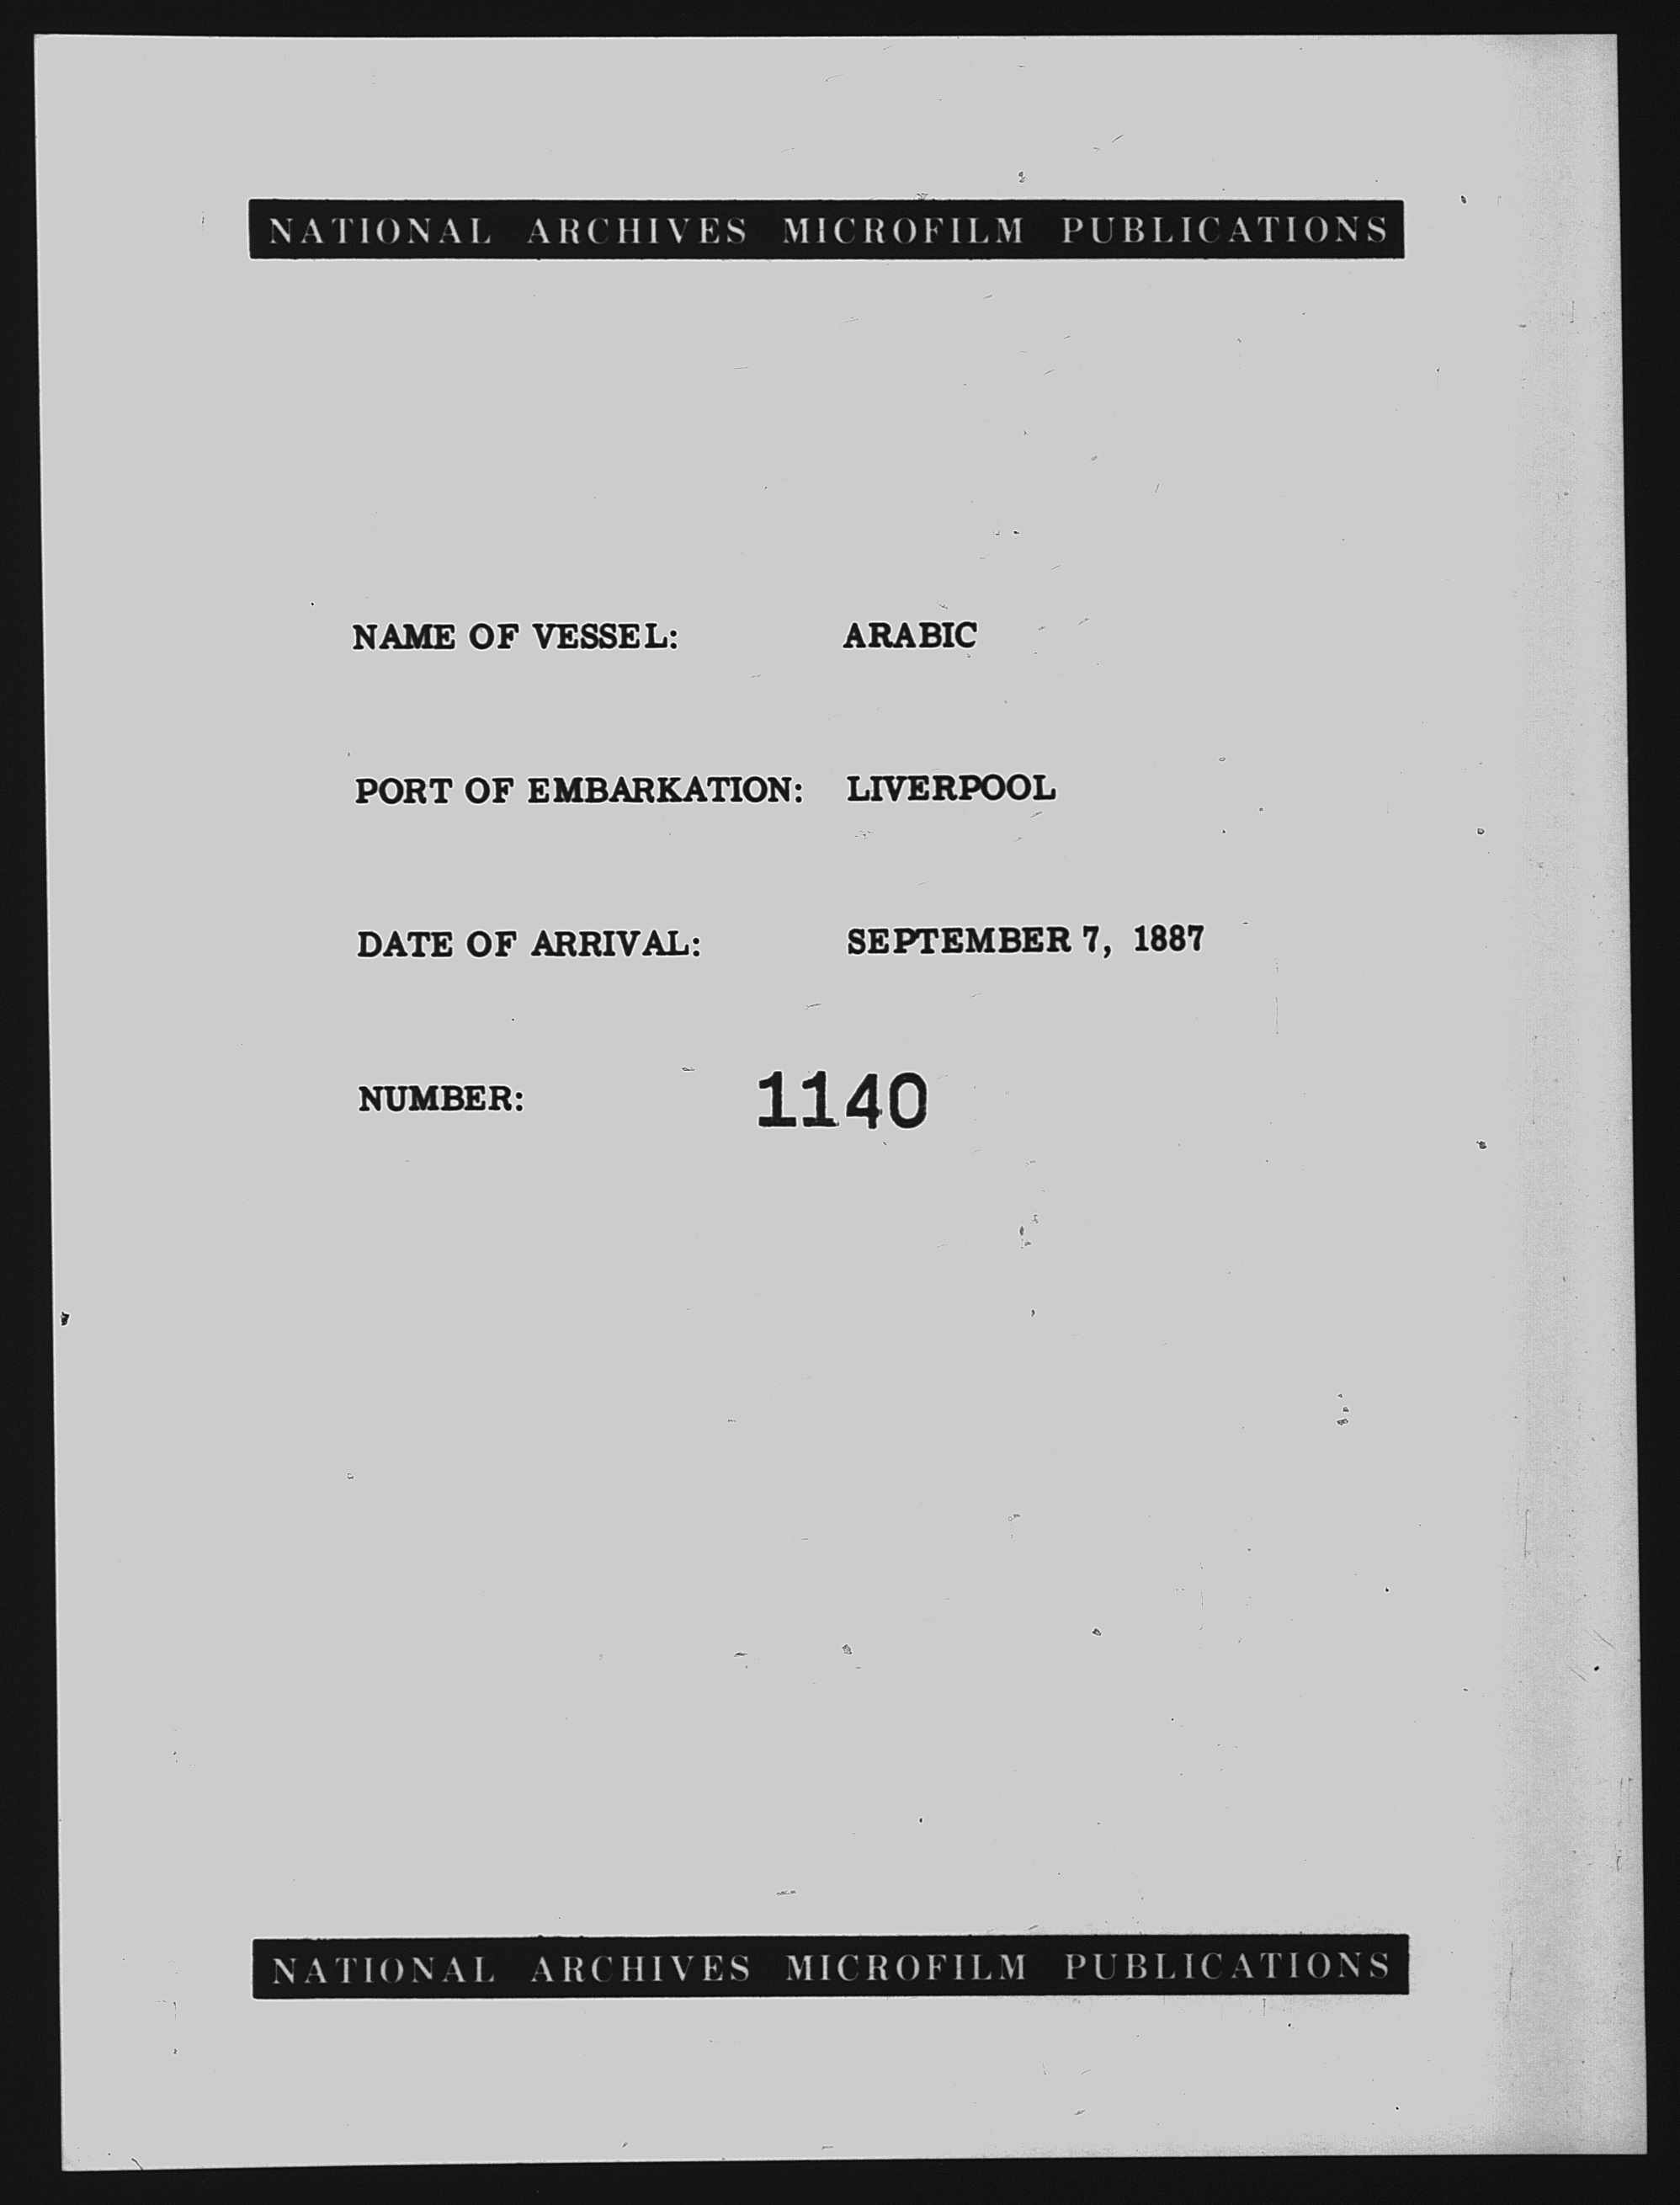 NATIONAL ARCHIVES MICROFILM PUBLICATIONS
NAME OF VESSEL: ARABIC
PORT OF EMBARKATION: LIVERPOOL
DATE OF ARRIVAL: SEPTEMBER 7, 1887
NUMBER: 1140
NATIONAL ARCHIVES MICROFILM PUBLICATIONS